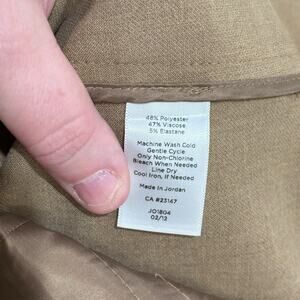 48% Polyester
47% Viscose
5% Elastane
Machine Wash Cold
Gentle Cycle
Only Non-Chlorine
Bleach When Needed
Line Dry
Cool Iron, If Needed
Made in Jordan
CA #23147
JO1804
02/12